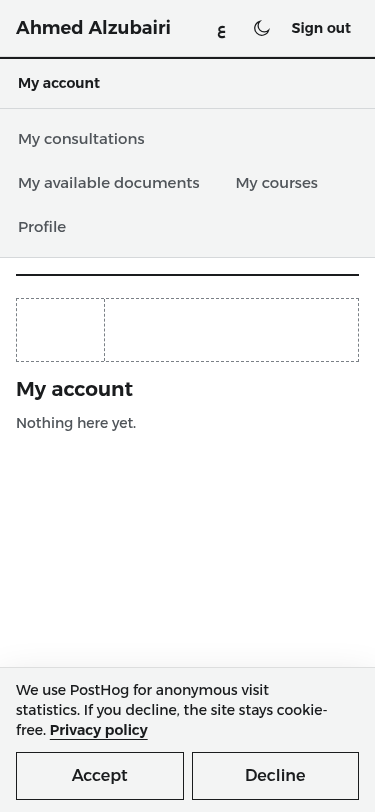 Ahmed Alzubairi ع Sign out
My account
My consultations
My available documents My courses
Profile
My account
Nothing here yet.
We use PostHog for anonymous visit
statistics. If you decline, the site stays cookie-
free. Privacy policy
Accept Decline